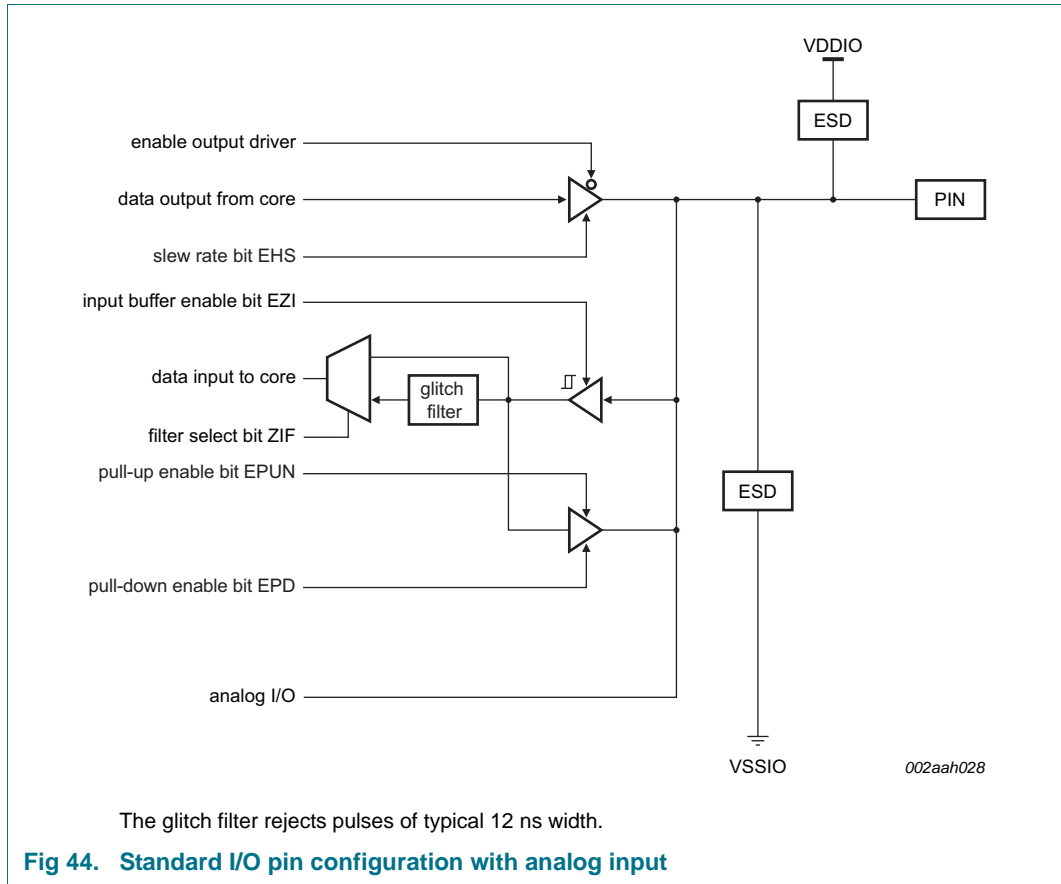 VDDIO
ESD
enable output driver
data output from core
PIN
slew rate bit EHS
input buffer enable bit EZI
data input to core
glitch
filter
filter select bit ZIF
pull-up enable bit EPUN
ESD
pull-down enable bit EPD
analog I/O
VSSIO
002aah028
The glitch filter rejects pulses of typical 12 ns width.
Fig 44. Standard I/O pin configuration with analog input